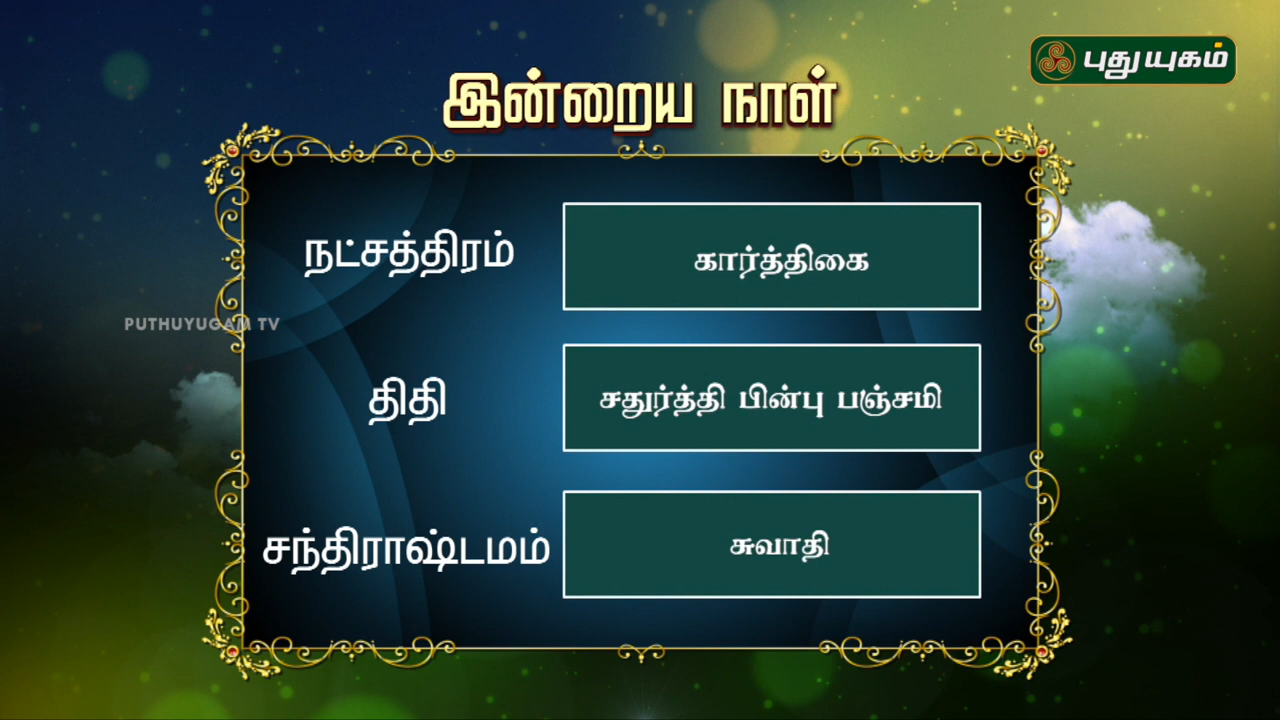 புதுயுகம்
இன்றைய நாள்
நட்சத்திரம்
கார்த்திகை
PUTHUYUGAM TV
திதி
சதுர்த்தி பின்பு பஞ்சமி
சந்திராஷ்டமம்
சுவாதி